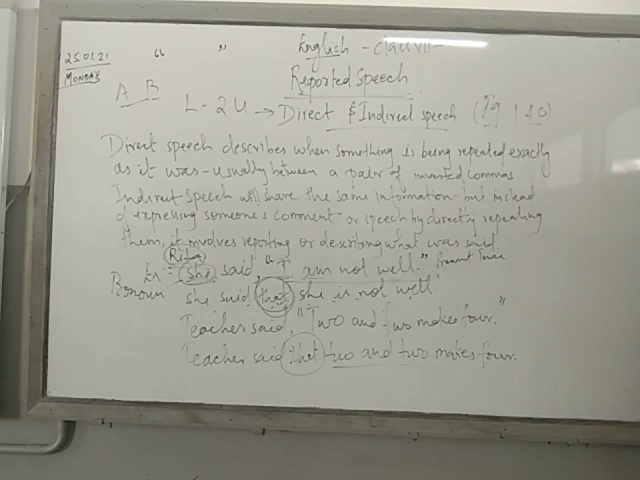 25.01.21 " " English - Class VII -
MONDAY
Reported Speech
A B L - 2U → Direct & Indirect speech (Pg 140)
Direct speech describes when something is being repeated exactly
as it was - usually between a pair of inverted commas
Indirect speech will share the same information - but instead
of expressing someone's comment or speech by directly repeating
them, it involves reporting or describing what was said.
Rita
Ex: She said, "I am not well." Present Tense
Pronoun She said that she is not well.
Teacher said, "Two and two makes four."
Teacher said that two and two makes four.